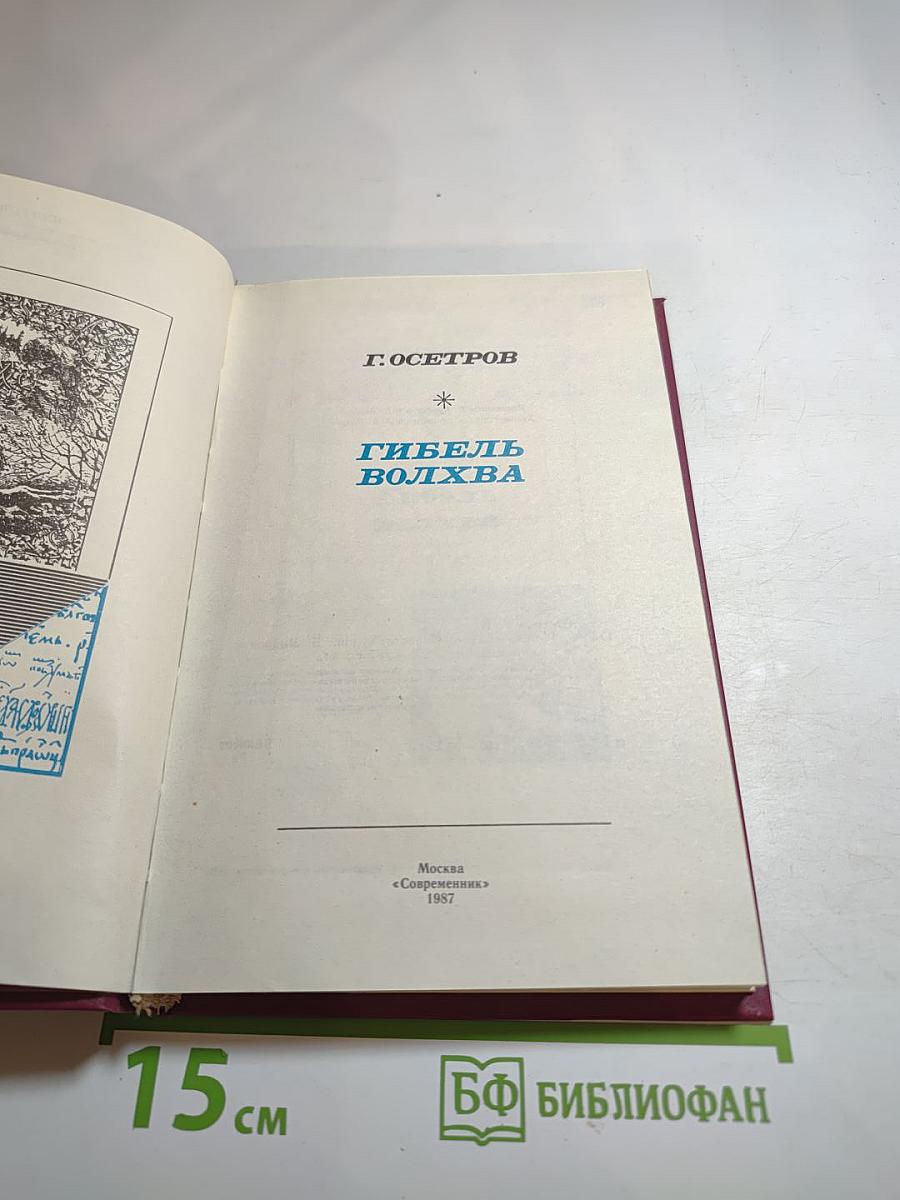 Г. ОСЕТРОВ
ГИБЕЛЬ
ВОЛХВА
Москва
«Современник»
1987
15 см
БФ БИБЛИОФАН